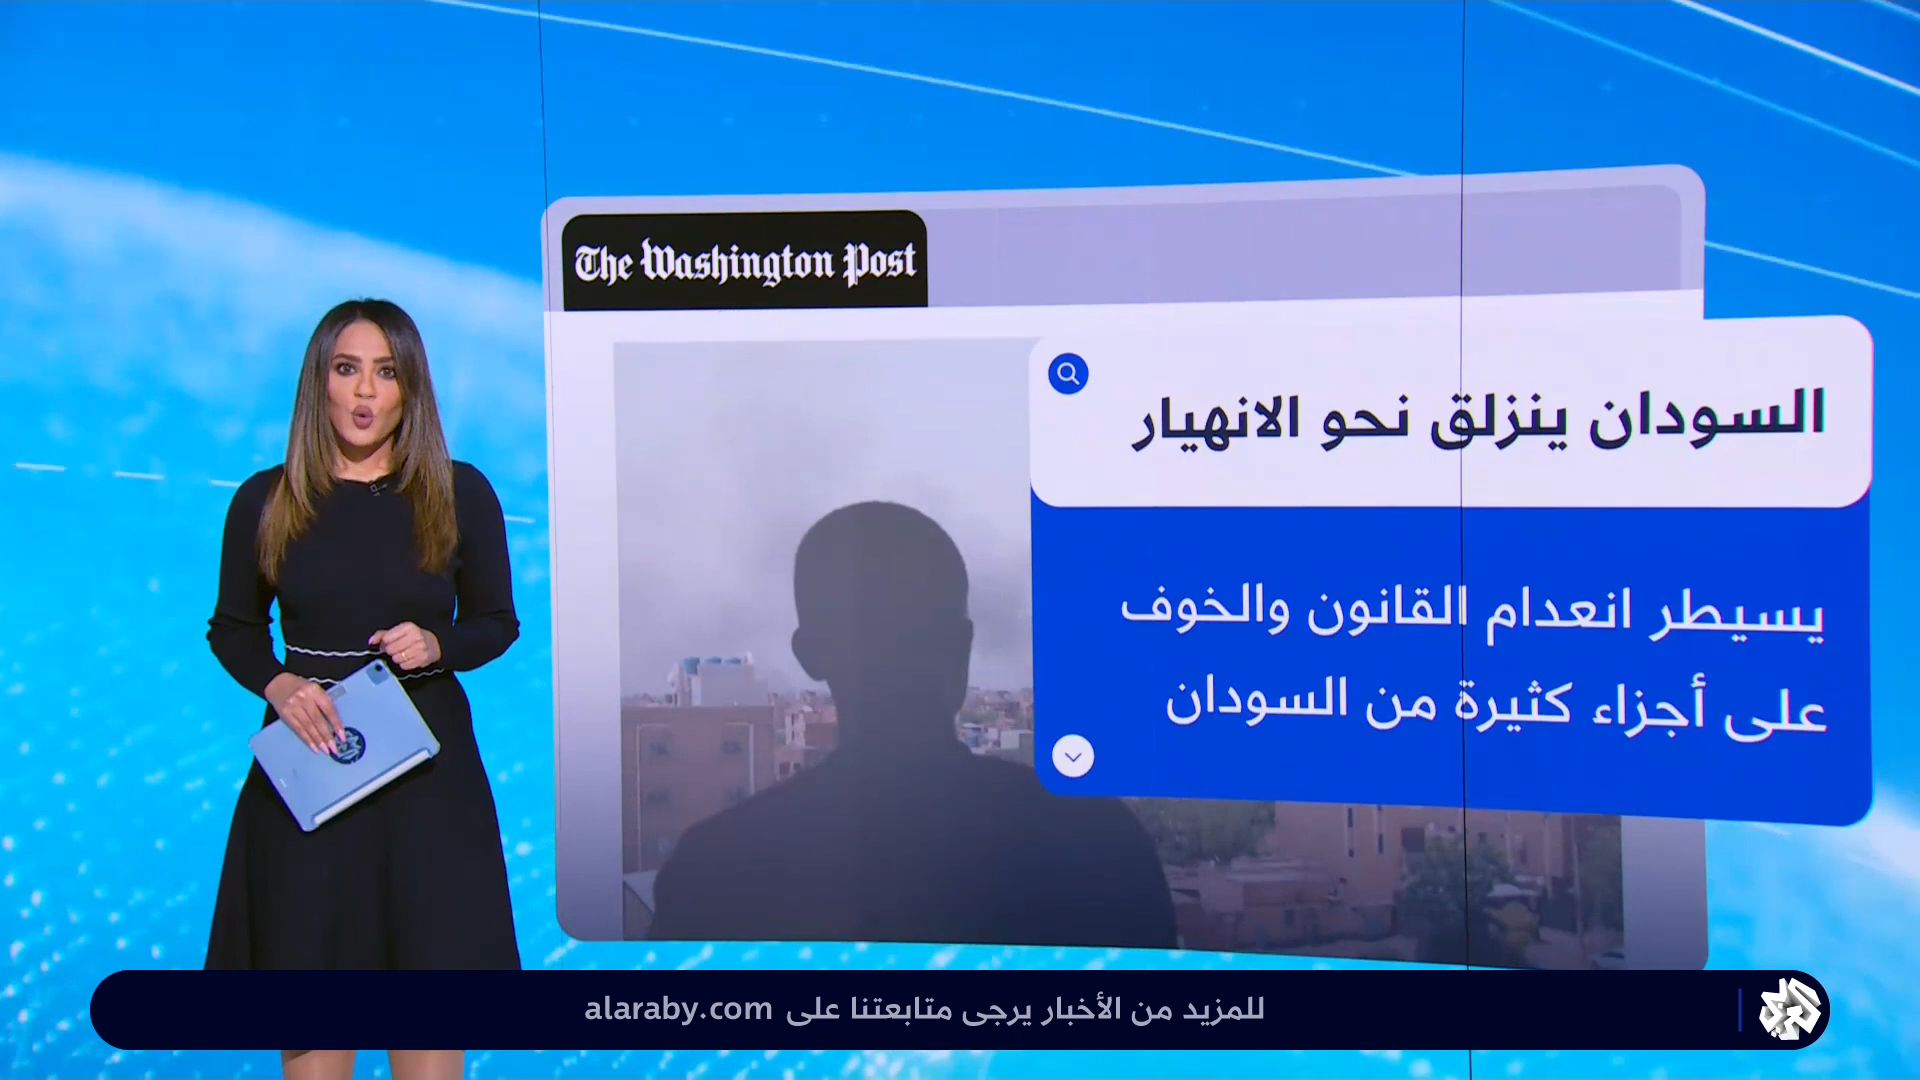 The Washington Post
السودان ينزلق نحو الانهيار
يسيطر انعدام القانون والخوف
على أجزاء كثيرة من السودان
للمزيد من الأخبار يرجى متابعتنا على alaraby.com